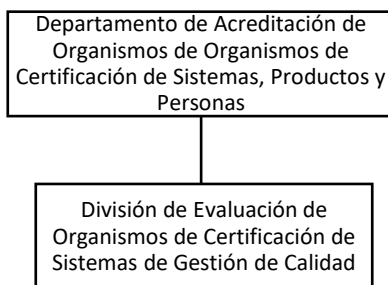 Departamento de Acreditación de
Organismos de Organismos de
Certificación de Sistemas, Productos y
Personas
División de Evaluación de
Organismos de Certificación de
Sistemas de Gestión de Calidad